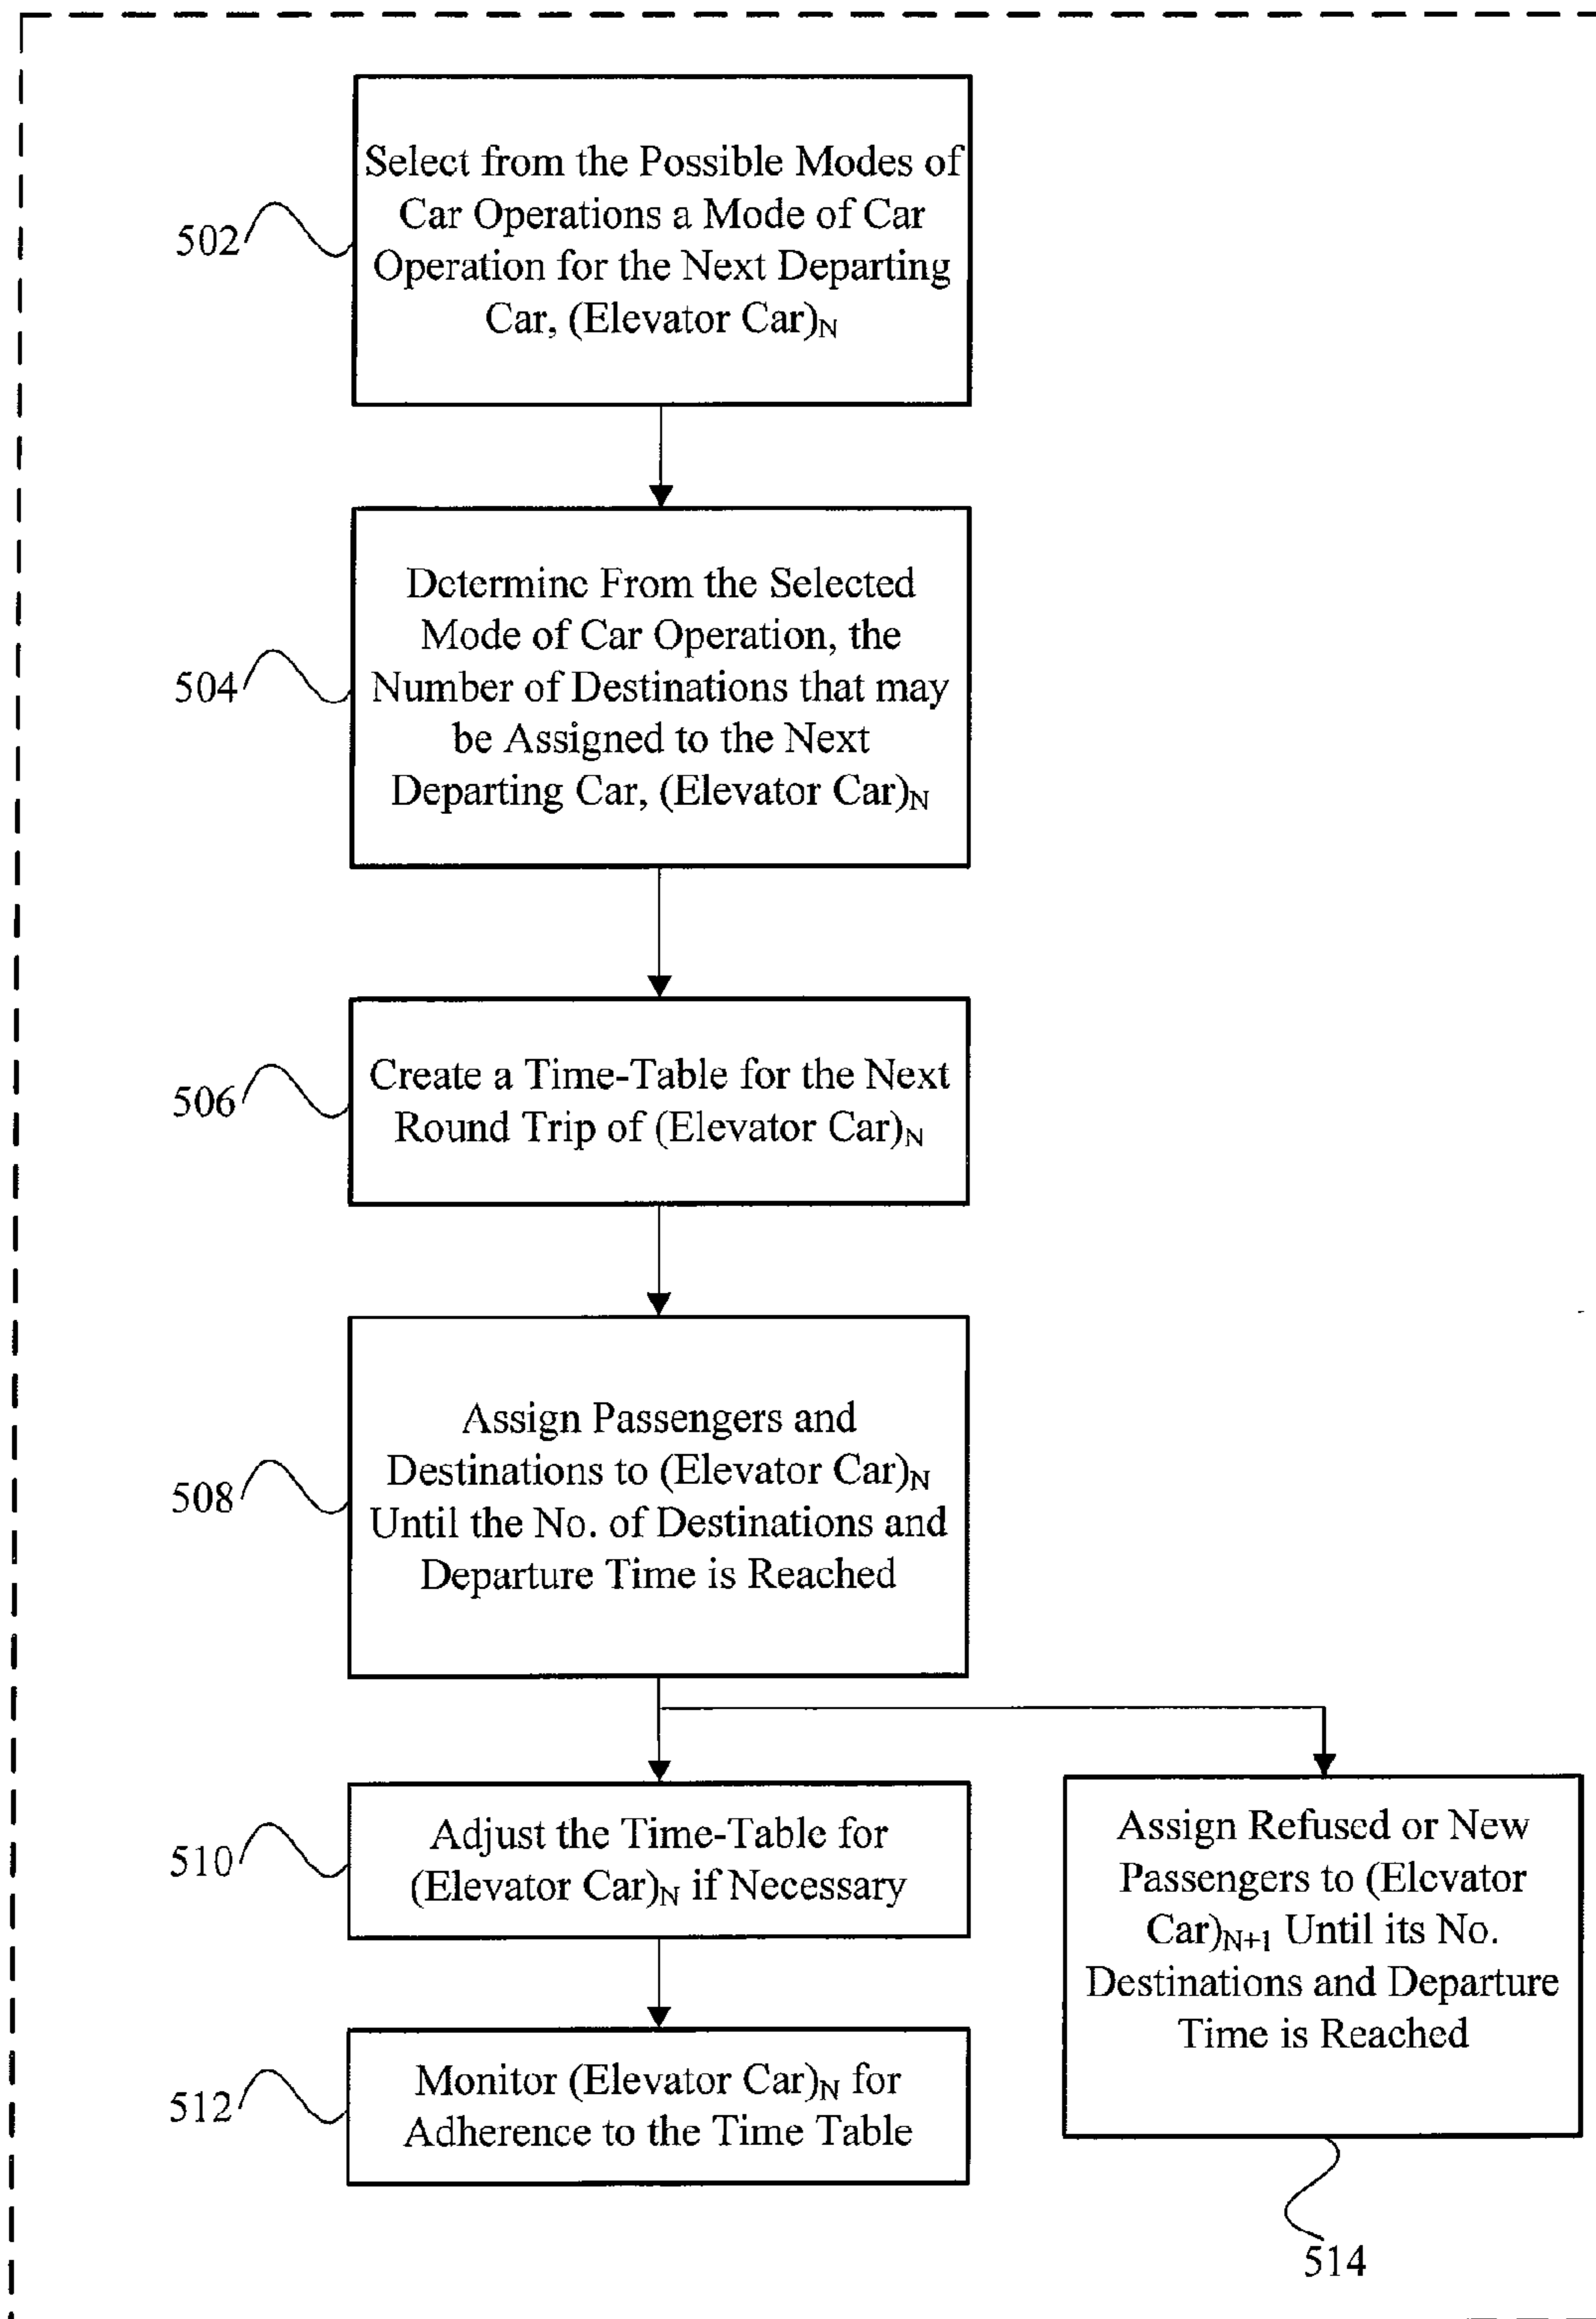 502
Select from the Possible Modes of
Car Operations a Mode of Car
Operation for the Next Departing
Car, (Elevator Car)N
504
Determine From the Selected
Mode of Car Operation, the
Number of Destinations that may
be Assigned to the Next
Departing Car, (Elevator Car)N
506
Create a Time-Table for the Next
Round Trip of (Elevator Car)N
508
Assign Passengers and
Destinations to (Elevator Car)N
Until the No. of Destinations and
Departure Time is Reached
510
Adjust the Time-Table for
(Elevator Car)N if Necessary
512
Monitor (Elevator Car)N for
Adherence to the Time Table
Assign Refused or New
Passengers to (Elevator
Car)N+1 Until its No.
Destinations and Departure
Time is Reached
514